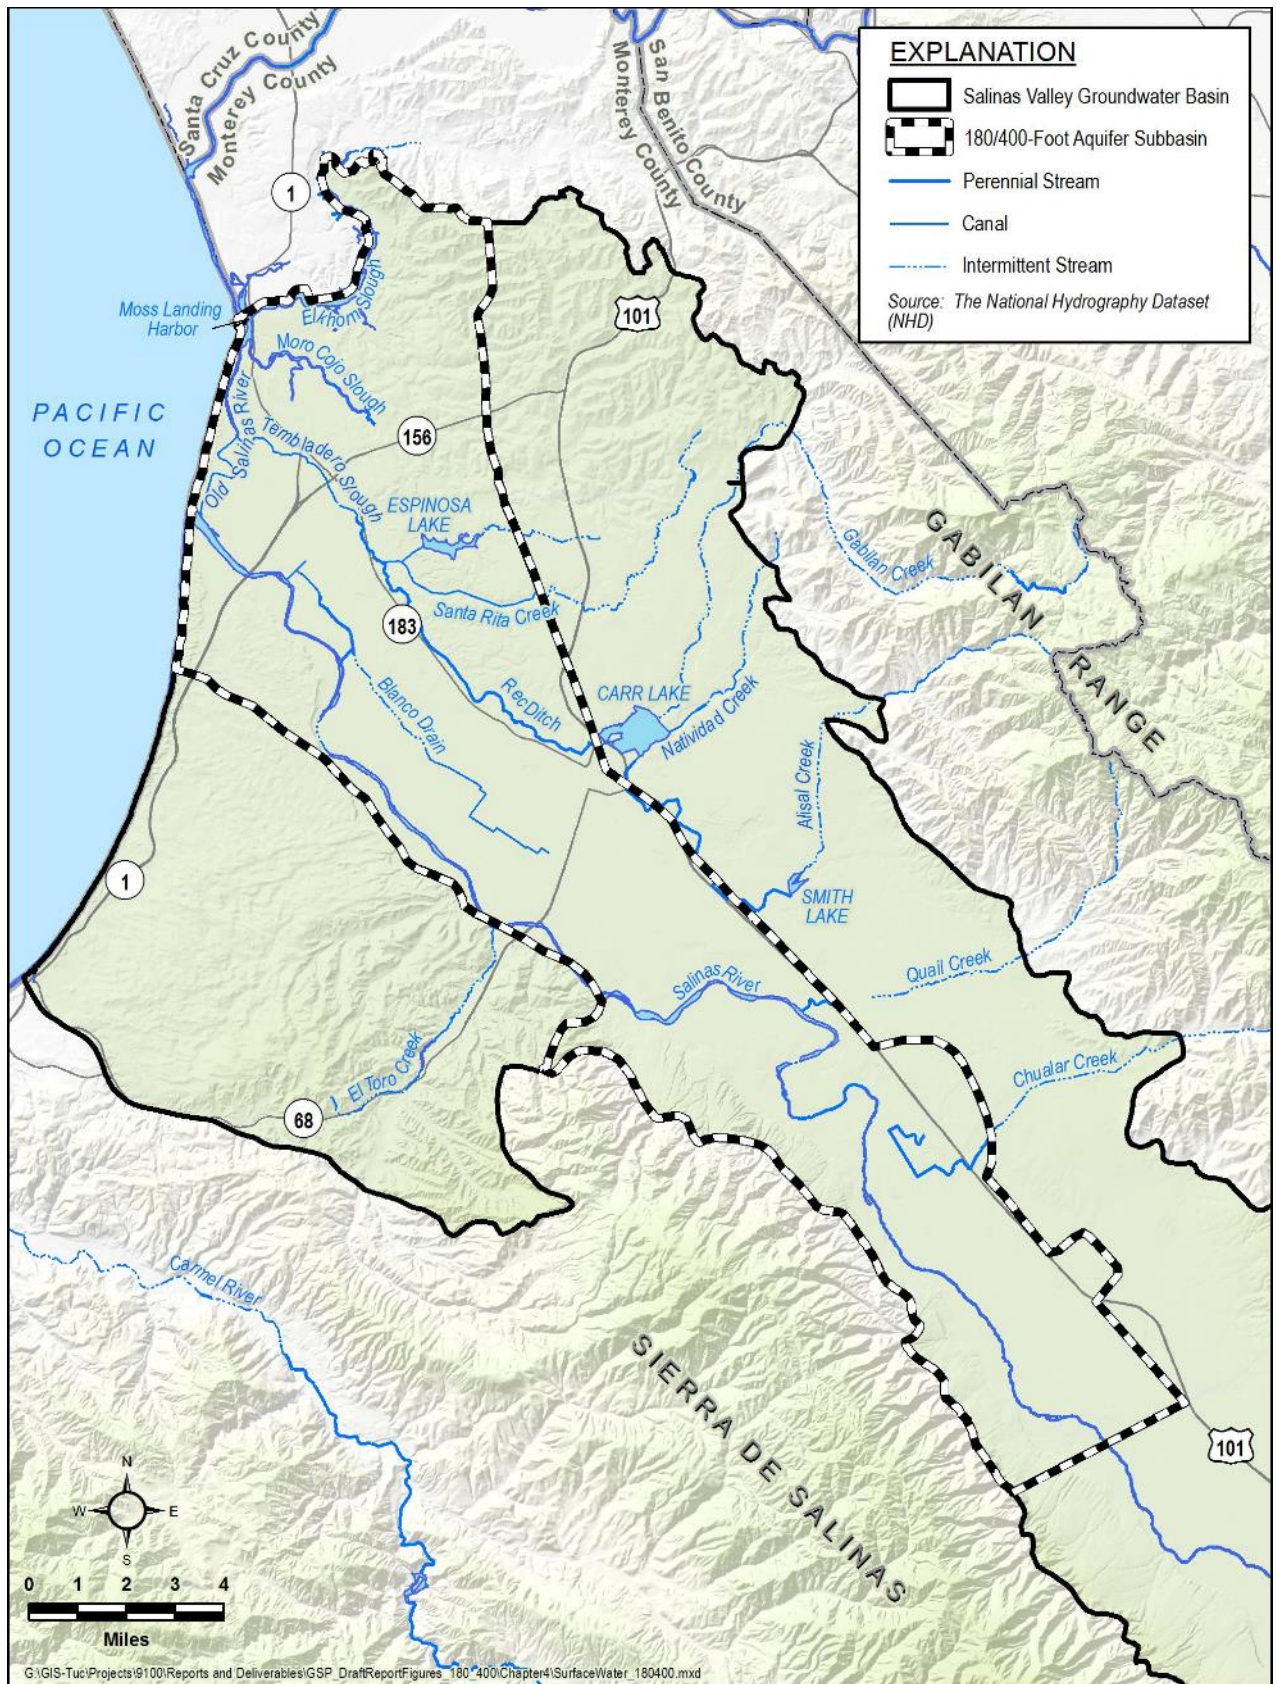 EXPLANATION
Salinas Valley Groundwater Basin
180/400-Foot Aquifer Subbasin
Perennial Stream
Canal
Intermittent Stream
Source: The National Hydrography Dataset
(NHD)
Santa Cruz County
Monterey County
San Benito County
Monterey County
1
101
Moss Landing
Harbor
Elkhorn Slough
Moro Cojo Slough
PACIFIC
OCEAN
Old Salinas River
156
Tembladero Slough
ESPINOSA
LAKE
GABILAN
RANGE
Gabilan Creek
Santa Rita Creek
183
Blanco Drain
Rec Ditch
CARR LAKE
Natividad Creek
Alisal Creek
1
SMITH
LAKE
Quail Creek
Salinas River
Chualar Creek
El Toro Creek
68
Carmel River
SIERRA DE SALINAS
101
N
W
E
S
0 1 2 3 4
Miles
G:\GIS-Tuc\Projects\9100\Reports and Deliverables\GSP_DraftReportFigures_180_400\Chapter4\SurfaceWater_180400.mxd